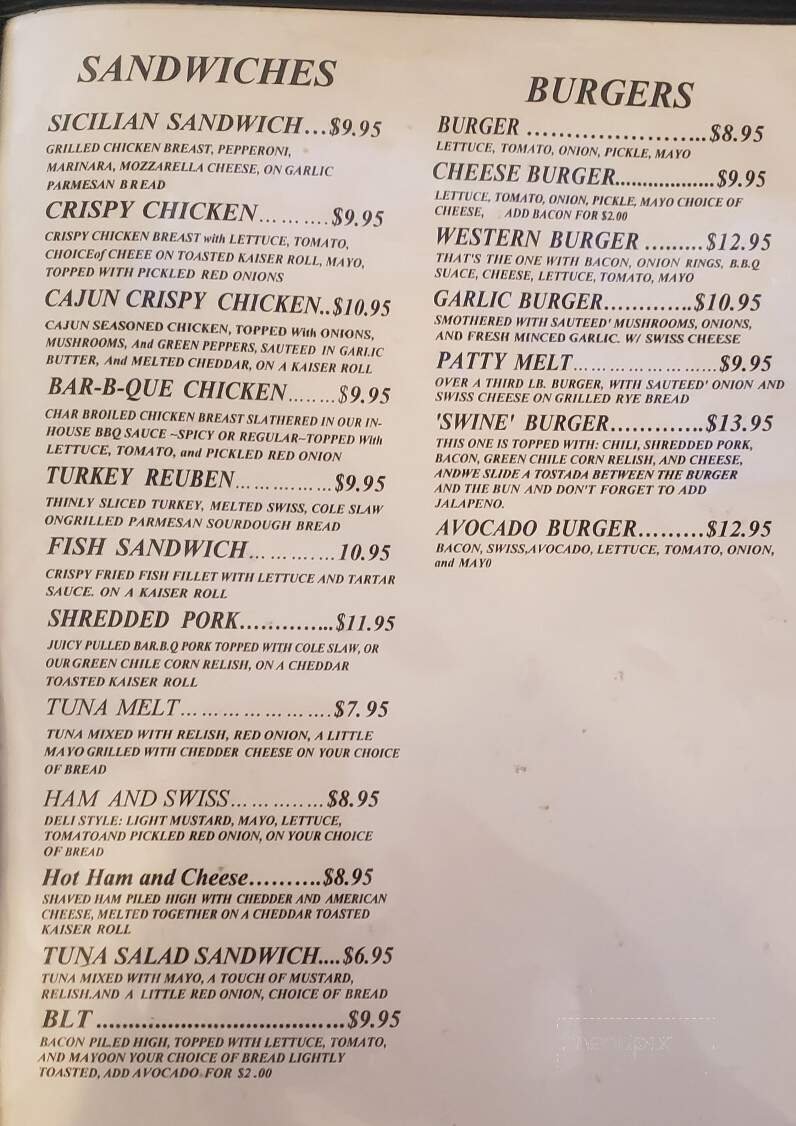 SANDWICHES
SICILIAN SANDWICH...$9.95
GRILLED CHICKEN BREAST, PEPPERONI,
MARINARA, MOZZARELLA CHEESE, ON GARLIC
PARMESAN BREAD
CRISPY CHICKEN… … ….$9.95
CRISPY CHICKEN BREAST with LETTUCE, TOMATO,
CHOICEof CHEEE ON TOASTED KAISER ROLL, MAYO,
TOPPED WITH PICKLED RED ONIONS
CAJUN CRISPY CHICKEN..$10.95
CAJUN SEASONED CHICKEN, TOPPED With ONIONS,
MUSHROOMS, And GREEN PEPPERS, SAUTEED IN GARLIC
BUTTER, And MELTED CHEDDAR, ON A KAISER ROLL
BAR-B-QUE CHICKEN…...$9.95
CHAR BROILED CHICKEN BREAST SLATHERED IN OUR IN-
HOUSE BBQ SAUCE ~SPICY OR REGULAR~TOPPED With
LETTUCE, TOMATO, and PICKLED RED ONION
TURKEY REUBEN… … … …$9.95
THINLY SLICED TURKEY, MELTED SWISS, COLE SLAW
ONGRILLED PARMESAN SOURDOUGH BREAD
FISH SANDWICH… … …. …10.95
CRISPY FRIED FISH FILLET WITH LETTUCE AND TARTAR
SAUCE. ON A KAISER ROLL
SHREDDED PORK…………..$11.95
JUICY PULLED BAR.B.Q PORK TOPPED WITH COLE SLAW, OR
OUR GREEN CHILE CORN RELISH, ON A CHEDDAR
TOASTED KAISER ROLL
TUNA MELT… … … … … ….$7.95
TUNA MIXED WITH RELISH, RED ONION, A LITTLE
MAYO GRILLED WITH CHEDDER CHEESE ON YOUR CHOICE
OF BREAD
HAM AND SWISS… … … …..$8.95
DELI STYLE: LIGHT MUSTARD, MAYO, LETTUCE,
TOMATOAND PICKLED RED ONION, ON YOUR CHOICE
OF BREAD
Hot Ham and Cheese……….$8.95
SHAVED HAM PILED HIGH WITH CHEDDER AND AMERICAN
CHEESE, MELTED TOGETHER ON A CHEDDAR TOASTED
KAISER ROLL
TUNA SALAD SANDWICH....$6.95
TUNA MIXED WITH MAYO, A TOUCH OF MUSTARD,
RELISH.AND A LITTLE RED ONION, CHOICE OF BREAD
BLT .....................................$9.95
BACON PILED HIGH, TOPPED WITH LETTUCE, TOMATO,
AND MAYOON YOUR CHOICE OF BREAD LIGHTLY
TOASTED, ADD AVOCADO FOR $2.00
BURGERS
BURGER ……………………...$8.95
LETTUCE, TOMATO, ONION, PICKLE, MAYO
CHEESE BURGER...................$9.95
LETTUCE, TOMATO, ONION, PICKLE, MAYO CHOICE OF
CHEESE, ADD BACON FOR $2.00
WESTERN BURGER .........$12.95
THAT'S THE ONE WITH BACON, ONION RINGS, B.B.Q
SUACE, CHEESE, LETTUCE, TOMATO, MAYO
GARLIC BURGER………….$10.95
SMOTHERED WITH SAUTEED' MUSHROOMS, ONIONS,
AND FRESH MINCED GARLIC. W/ SWISS CHEESE
PATTY MELT… … … … … … …$9.95
OVER A THIRD LB. BURGER, WITH SAUTEED' ONION AND
SWISS CHEESE ON GRILLED RYE BREAD
'SWINE' BURGER………….$13.95
THIS ONE IS TOPPED WITH: CHILI, SHREDDED PORK,
BACON, GREEN CHILE CORN RELISH, AND CHEESE,
ANDWE SLIDE A TOSTADA BETWEEN THE BURGER
AND THE BUN AND DON'T FORGET TO ADD
JALAPENO.
AVOCADO BURGER………$12.95
BACON, SWISS,AVOCADO, LETTUCE, TOMATO, ONION,
and MAYO
menupix